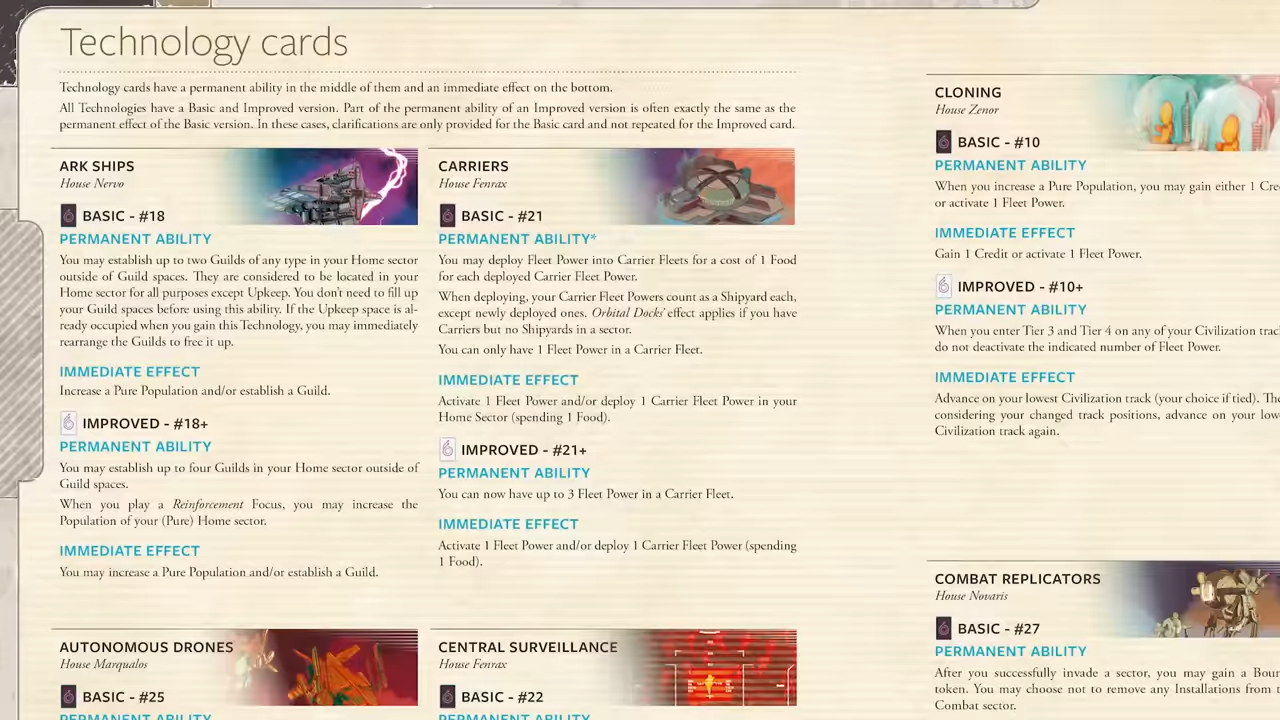 Technology cards
Technology cards have a permanent ability in the middle of them and an immediate effect on the bottom.
All Technologies have a Basic and Improved version. Part of the permanent ability of an Improved version is often exactly the same as the
permanent effect of the Basic version. In these cases, clarifications are only provided for the Basic card and not repeated for the Improved card.
ARK SHIPS
House Nervo
6 BASIC - #18
PERMANENT ABILITY
You may establish up to two Guilds of any type in your Home sector
outside of Guild spaces. They are considered to be located in your
Home sector for all purposes except Upkeep. You don't need to fill up
your Guild spaces before using this ability. If the Upkeep space is al-
ready occupied when you gain this Technology, you may immediately
rearrange the Guilds to free it up.
IMMEDIATE EFFECT
Increase a Pure Population and/or establish a Guild.
6 IMPROVED - #18+
PERMANENT ABILITY
You may establish up to four Guilds in your Home sector outside of
Guild spaces.
When you play a Reinforcement Focus, you may increase the
Population of your (Pure) Home sector.
IMMEDIATE EFFECT
You may increase a Pure Population and/or establish a Guild.
AUTONOMOUS DRONES
House Marqualos
6 BASIC - #25
PERMANENT ABILITY
CARRIERS
House Fenrax
6 BASIC - #21
PERMANENT ABILITY*
You may deploy Fleet Power into Carrier Fleets for a cost of 1 Food
for each deployed Carrier Fleet Power.
When deploying, your Carrier Fleet Powers count as a Shipyard each,
except newly deployed ones. Orbital Docks' effect applies if you have
Carriers but no Shipyards in a sector.
You can only have 1 Fleet Power in a Carrier Fleet.
IMMEDIATE EFFECT
Activate 1 Fleet Power and/or deploy 1 Carrier Fleet Power in your
Home Sector (spending 1 Food).
6 IMPROVED - #21+
PERMANENT ABILITY
You can now have up to 3 Fleet Power in a Carrier Fleet.
IMMEDIATE EFFECT
Activate 1 Fleet Power and/or deploy 1 Carrier Fleet Power (spending
1 Food).
CENTRAL SURVEILLANCE
House Fenrax
6 BASIC - #22
PERMANENT ABILITY
CLONING
House Zenor
6 BASIC - #10
PERMANENT ABILITY
When you increase a Pure Population, you may gain either 1 Cre
or activate 1 Fleet Power.
IMMEDIATE EFFECT
Gain 1 Credit or activate 1 Fleet Power.
6 IMPROVED - #10+
PERMANENT ABILITY
When you enter Tier 3 and Tier 4 on any of your Civilization trac
do not deactivate the indicated number of Fleet Power.
IMMEDIATE EFFECT
Advance on your lowest Civilization track (your choice if tied). The
considering your changed track positions, advance on your low
Civilization track again.
COMBAT REPLICATORS
House Novaris
6 BASIC - #27
PERMANENT ABILITY
After you successfully invade a sector, you may gain a Boun
token. You may choose not to remove any Installations from t
Combat sector.